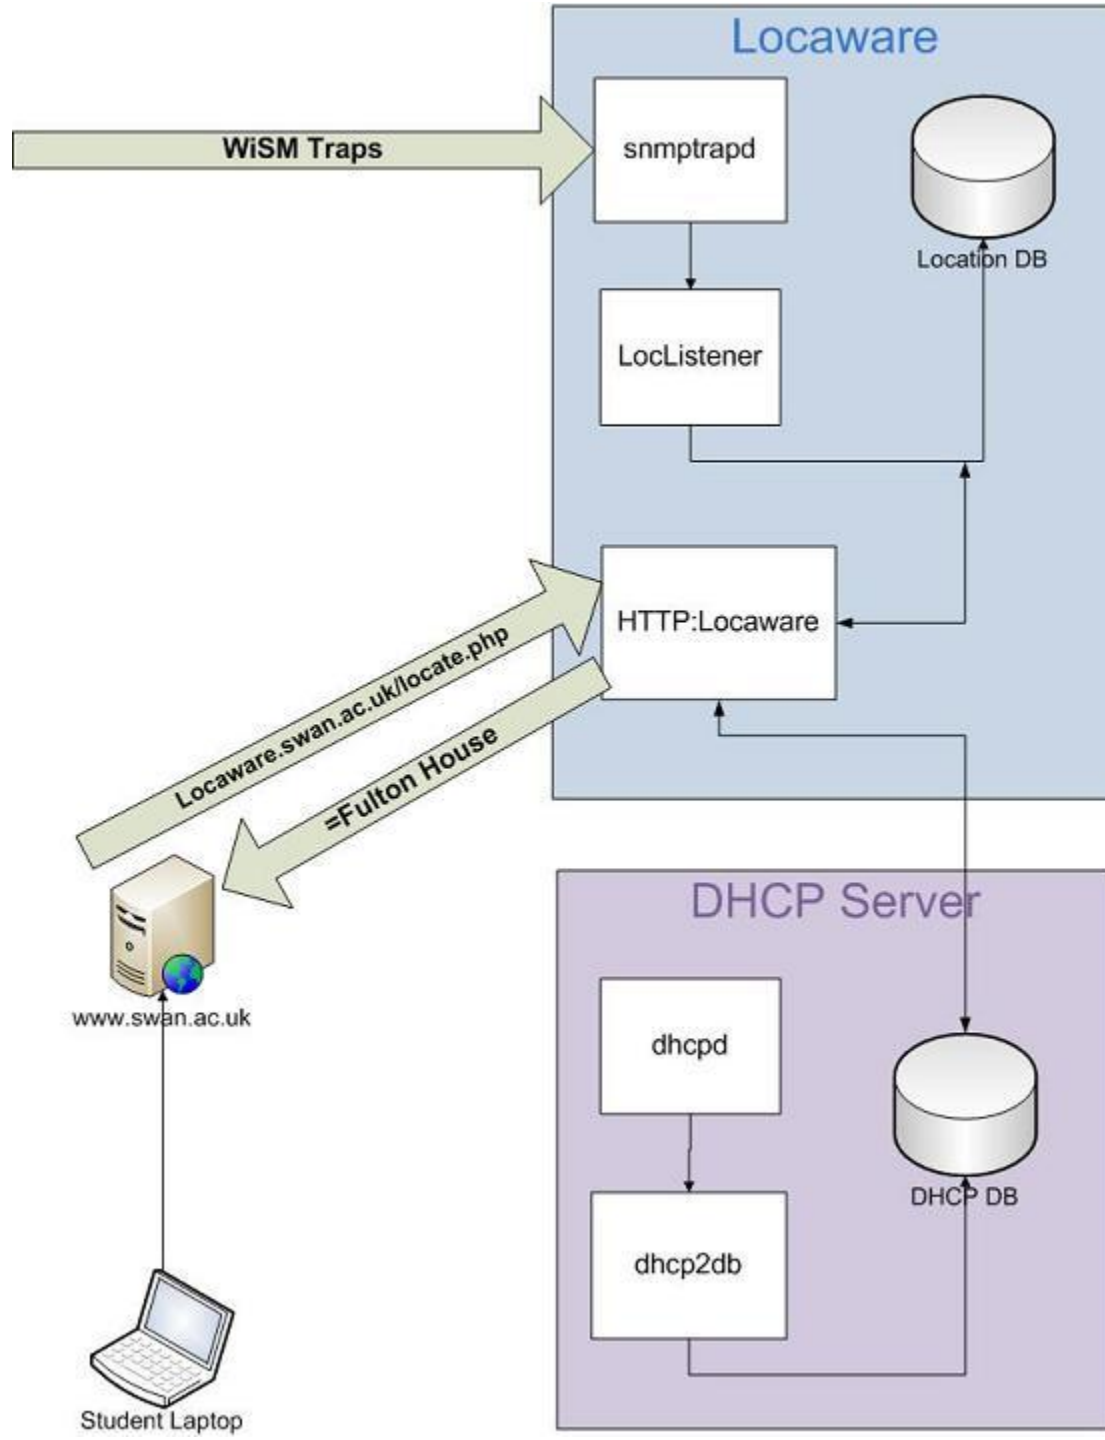 Locaware
WiSM Traps
snmptrapd
Location DB
LocListener
HTTP:Locaware
Locaware.swan.ac.uk/locate.php
=Fulton House
DHCP Server
www.swan.ac.uk
dhcpd
DHCP DB
dhcp2db
Student Laptop